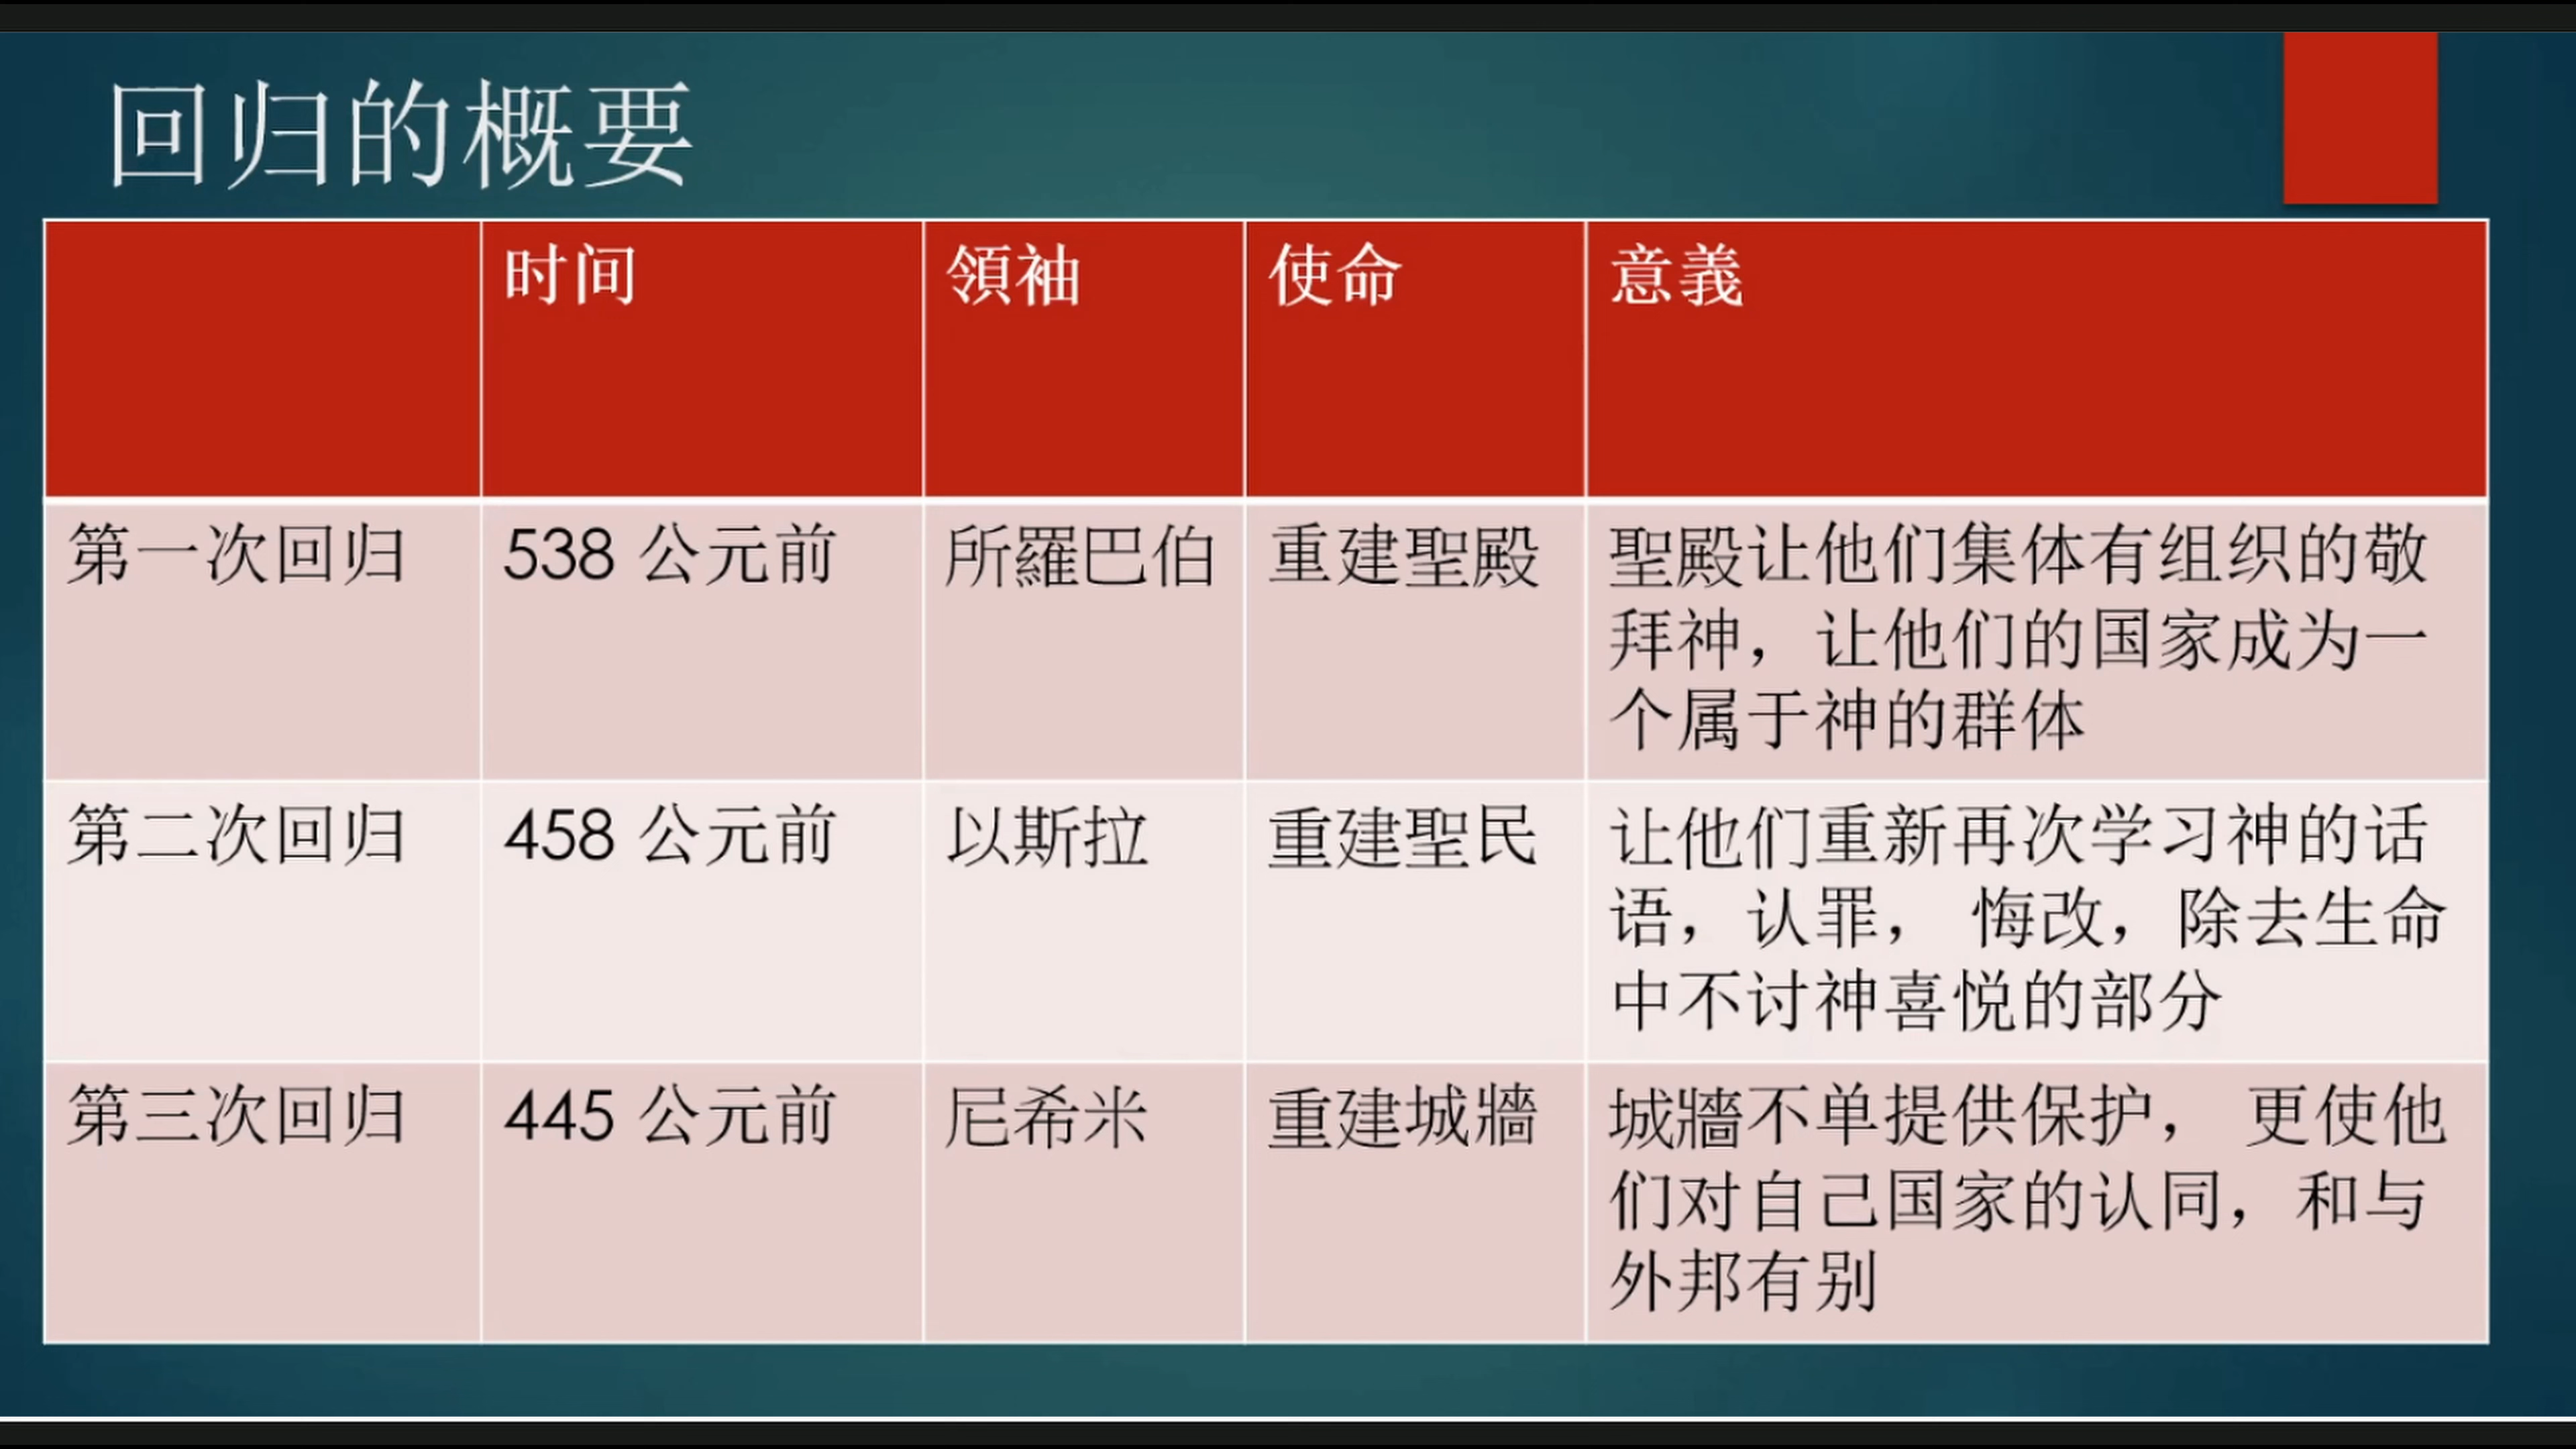 回归的概要
时间
領袖
使命
意義
第一次回归
538 公元前
所羅巴伯
重建聖殿
聖殿让他们集体有组织的敬
拜神，让他们的国家成为一
个属于神的群体
第二次回归
458 公元前
以斯拉
重建聖民
让他们重新再次学习神的话
语，认罪， 悔改，除去生命
中不讨神喜悦的部分
第三次回归
445 公元前
尼希米
重建城牆
城牆不单提供保护， 更使他
们对自己国家的认同，和与
外邦有别